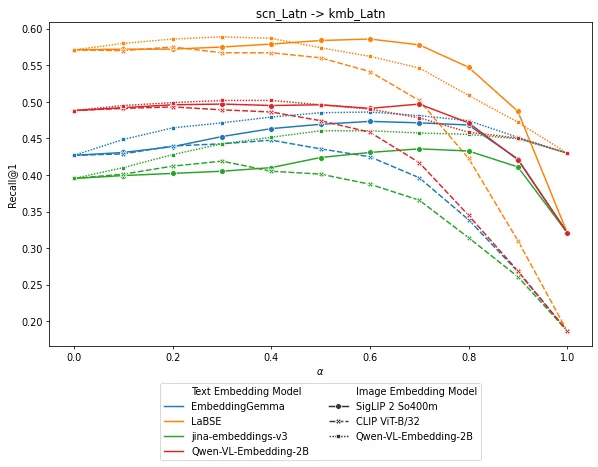 scn_Latn -> kmb_Latn
0.60
0.55
0.50
0.45
0.40
0.35
0.30
0.25
0.20
Recall@1
0.0 0.2 0.4 0.6 0.8 1.0
α
Text Embedding Model
EmbeddingGemma
LaBSE
jina-embeddings-v3
Qwen-VL-Embedding-2B
Image Embedding Model
SigLIP 2 So400m
CLIP ViT-B/32
Qwen-VL-Embedding-2B